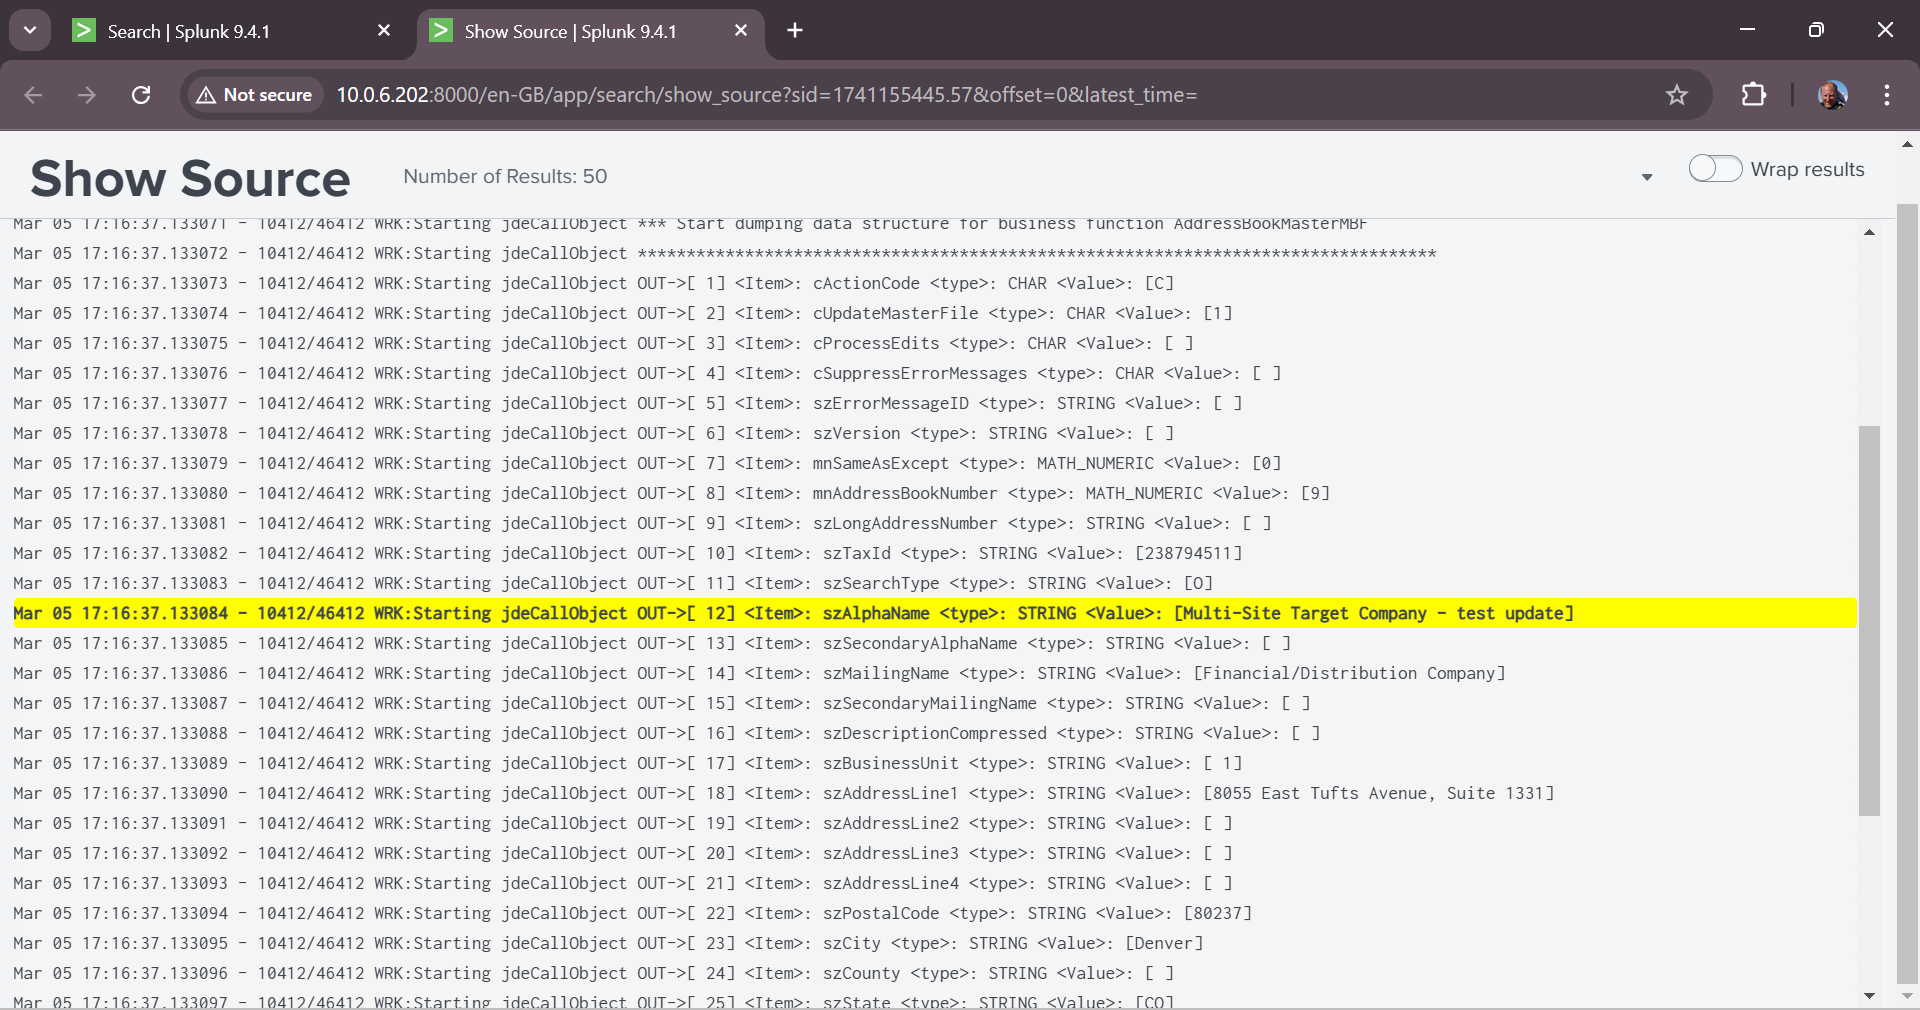 Search | Splunk 9.4.1
Show Source | Splunk 9.4.1
Not secure
10.0.6.202:8000/en-GB/app/search/show_source?sid=1741155445.57&offset=0&latest_time=
Show Source
Number of Results: 50
Wrap results
Mar 05 17:16:37.133071 - 10412/46412 WRK:Starting jdeCallObject *** Start dumping data structure for business function AddressBookMasterMBF
Mar 05 17:16:37.133072 - 10412/46412 WRK:Starting jdeCallObject **********************************************************************************
Mar 05 17:16:37.133073 - 10412/46412 WRK:Starting jdeCallObject OUT->[ 1] <Item>: cActionCode <type>: CHAR <Value>: [C]
Mar 05 17:16:37.133074 - 10412/46412 WRK:Starting jdeCallObject OUT->[ 2] <Item>: cUpdateMasterFile <type>: CHAR <Value>: [1]
Mar 05 17:16:37.133075 - 10412/46412 WRK:Starting jdeCallObject OUT->[ 3] <Item>: cProcessEdits <type>: CHAR <Value>: [ ]
Mar 05 17:16:37.133076 - 10412/46412 WRK:Starting jdeCallObject OUT->[ 4] <Item>: cSuppressErrorMessages <type>: CHAR <Value>: [ ]
Mar 05 17:16:37.133077 - 10412/46412 WRK:Starting jdeCallObject OUT->[ 5] <Item>: szErrorMessageID <type>: STRING <Value>: [ ]
Mar 05 17:16:37.133078 - 10412/46412 WRK:Starting jdeCallObject OUT->[ 6] <Item>: szVersion <type>: STRING <Value>: [ ]
Mar 05 17:16:37.133079 - 10412/46412 WRK:Starting jdeCallObject OUT->[ 7] <Item>: mnSameAsExcept <type>: MATH_NUMERIC <Value>: [0]
Mar 05 17:16:37.133080 - 10412/46412 WRK:Starting jdeCallObject OUT->[ 8] <Item>: mnAddressBookNumber <type>: MATH_NUMERIC <Value>: [9]
Mar 05 17:16:37.133081 - 10412/46412 WRK:Starting jdeCallObject OUT->[ 9] <Item>: szLongAddressNumber <type>: STRING <Value>: [ ]
Mar 05 17:16:37.133082 - 10412/46412 WRK:Starting jdeCallObject OUT->[ 10] <Item>: szTaxId <type>: STRING <Value>: [238794511]
Mar 05 17:16:37.133083 - 10412/46412 WRK:Starting jdeCallObject OUT->[ 11] <Item>: szSearchType <type>: STRING <Value>: [O]
Mar 05 17:16:37.133084 - 10412/46412 WRK:Starting jdeCallObject OUT->[ 12] <Item>: szAlphaName <type>: STRING <Value>: [Multi-Site Target Company - test update]
Mar 05 17:16:37.133085 - 10412/46412 WRK:Starting jdeCallObject OUT->[ 13] <Item>: szSecondaryAlphaName <type>: STRING <Value>: [ ]
Mar 05 17:16:37.133086 - 10412/46412 WRK:Starting jdeCallObject OUT->[ 14] <Item>: szMailingName <type>: STRING <Value>: [Financial/Distribution Company]
Mar 05 17:16:37.133087 - 10412/46412 WRK:Starting jdeCallObject OUT->[ 15] <Item>: szSecondaryMailingName <type>: STRING <Value>: [ ]
Mar 05 17:16:37.133088 - 10412/46412 WRK:Starting jdeCallObject OUT->[ 16] <Item>: szDescriptionCompressed <type>: STRING <Value>: [ ]
Mar 05 17:16:37.133089 - 10412/46412 WRK:Starting jdeCallObject OUT->[ 17] <Item>: szBusinessUnit <type>: STRING <Value>: [ 1]
Mar 05 17:16:37.133090 - 10412/46412 WRK:Starting jdeCallObject OUT->[ 18] <Item>: szAddressLine1 <type>: STRING <Value>: [8055 East Tufts Avenue, Suite 1331]
Mar 05 17:16:37.133091 - 10412/46412 WRK:Starting jdeCallObject OUT->[ 19] <Item>: szAddressLine2 <type>: STRING <Value>: [ ]
Mar 05 17:16:37.133092 - 10412/46412 WRK:Starting jdeCallObject OUT->[ 20] <Item>: szAddressLine3 <type>: STRING <Value>: [ ]
Mar 05 17:16:37.133093 - 10412/46412 WRK:Starting jdeCallObject OUT->[ 21] <Item>: szAddressLine4 <type>: STRING <Value>: [ ]
Mar 05 17:16:37.133094 - 10412/46412 WRK:Starting jdeCallObject OUT->[ 22] <Item>: szPostalCode <type>: STRING <Value>: [80237]
Mar 05 17:16:37.133095 - 10412/46412 WRK:Starting jdeCallObject OUT->[ 23] <Item>: szCity <type>: STRING <Value>: [Denver]
Mar 05 17:16:37.133096 - 10412/46412 WRK:Starting jdeCallObject OUT->[ 24] <Item>: szCounty <type>: STRING <Value>: [ ]
Mar 05 17:16:37.133097 - 10412/46412 WRK:Starting jdeCallObject OUT->[ 25] <Item>: szState <type>: STRING <Value>: [CO]